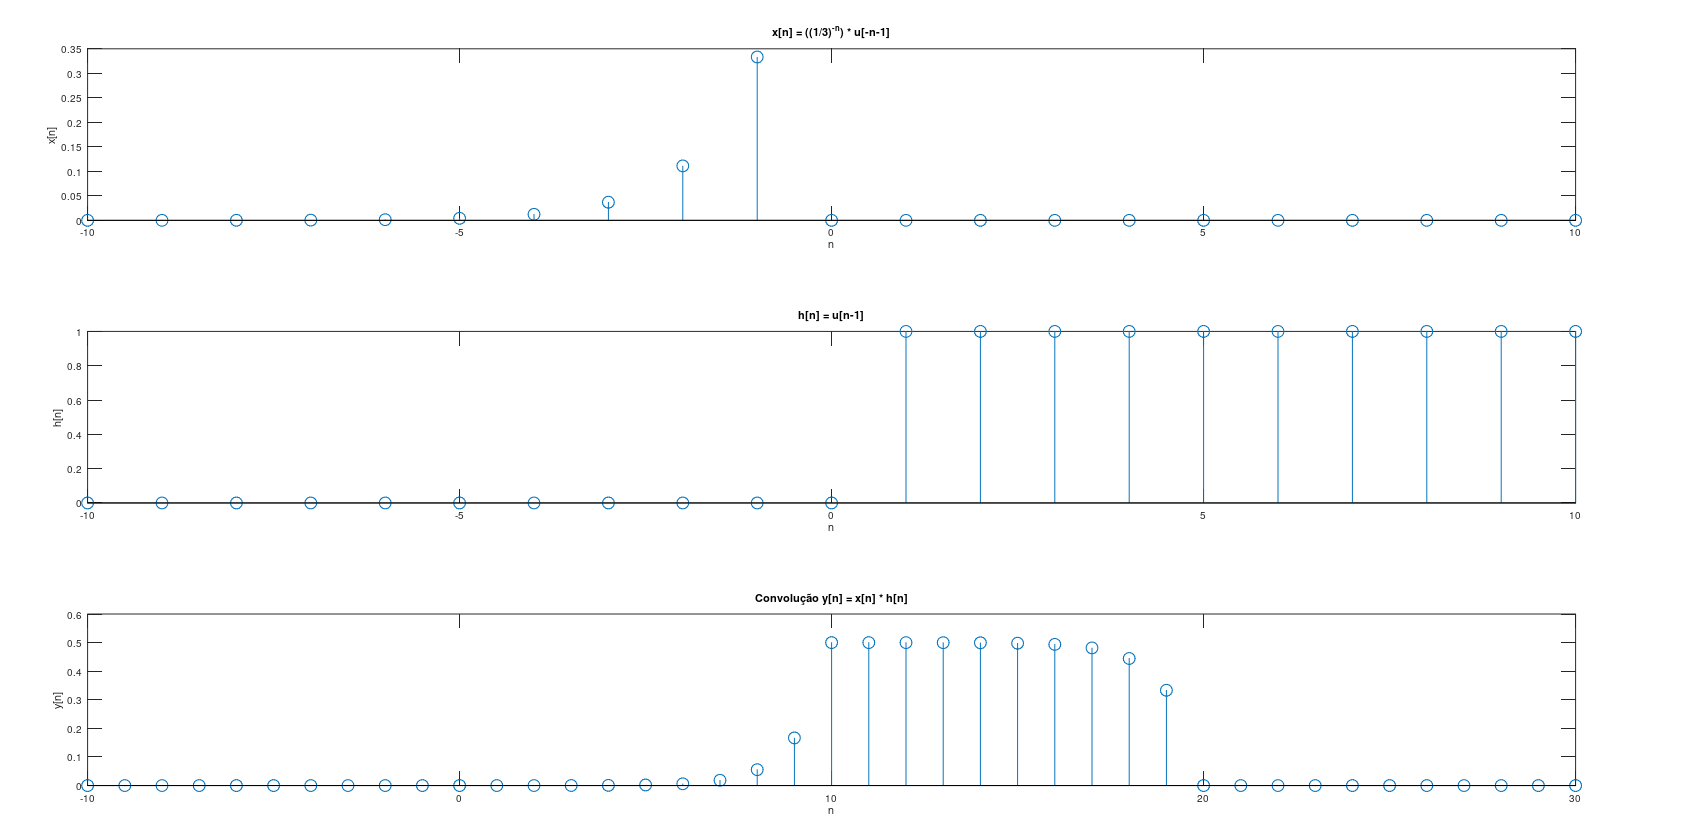 x[n] = ((1/3)^-n) * u[-n-1]
0.35
0.3
0.25
0.2
0.15
0.1
0.05
0
x[n]
-10 -5 0 5 10
n
h[n] = u[n-1]
1
0.8
0.6
0.4
0.2
0
h[n]
-10 -5 0 5 10
n
Convolução y[n] = x[n] * h[n]
0.6
0.5
0.4
0.3
0.2
0.1
0
y[n]
-10 0 10 20 30
n